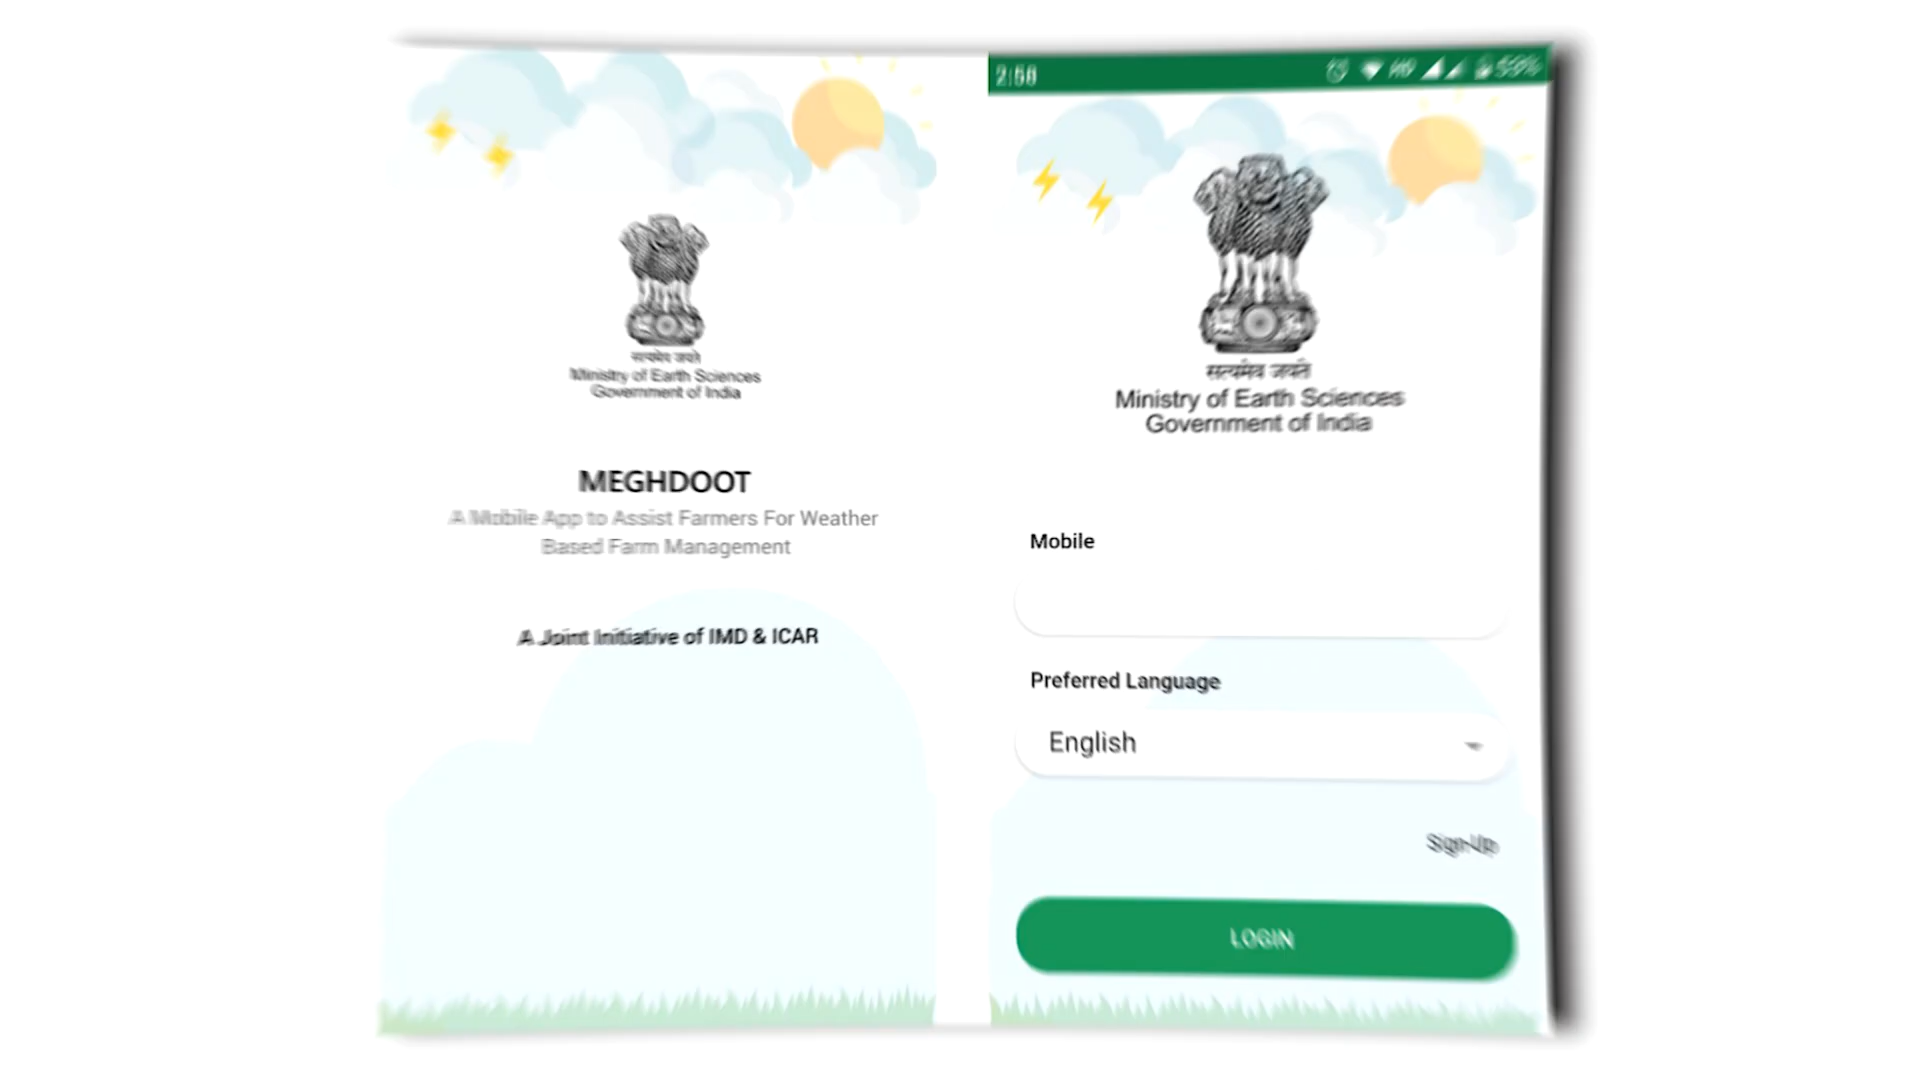 सत्यमेव जयते
Ministry of Earth Sciences
Government of India
MEGHDOOT
A Mobile App to Assist Farmers For Weather
Based Farm Management
A Joint Initiative of IMD & ICAR
2:58
59%
सत्यमेव जयते
Ministry of Earth Sciences
Government of India
Mobile
Preferred Language
English
Sign-Up
LOGIN